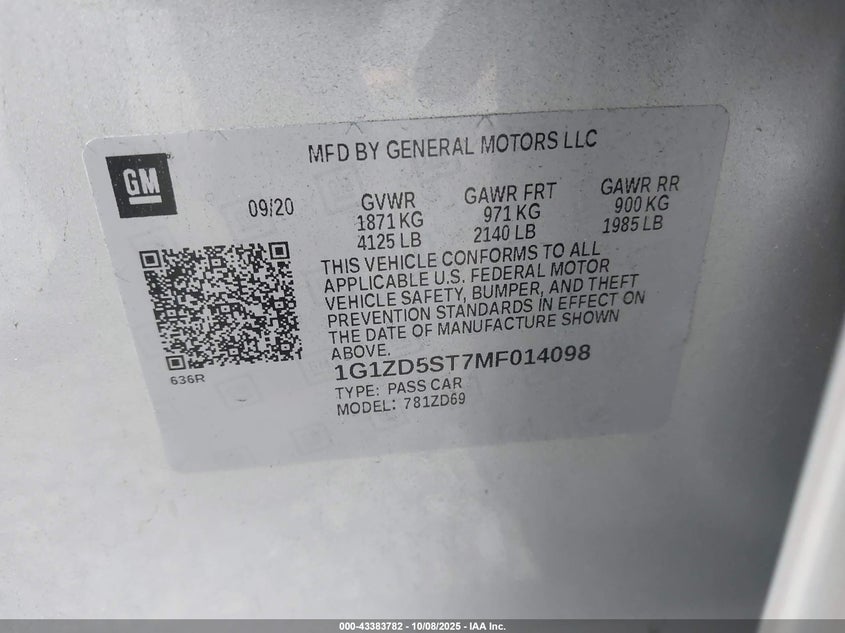 MFD BY GENERAL MOTORS LLC
GM
09/20
GVWR
1871 KG
4125 LB
GAWR FRT
971 KG
2140 LB
GAWR RR
900 KG
1985 LB
THIS VEHICLE CONFORMS TO ALL
APPLICABLE U.S. FEDERAL MOTOR
VEHICLE SAFETY, BUMPER, AND THEFT
PREVENTION STANDARDS IN EFFECT ON
THE DATE OF MANUFACTURE SHOWN
ABOVE.
636R
1G1ZD5ST7MF014098
TYPE: PASS CAR
MODEL: 781ZD69
000-43383782 - 10/08/2025 - IAA Inc.